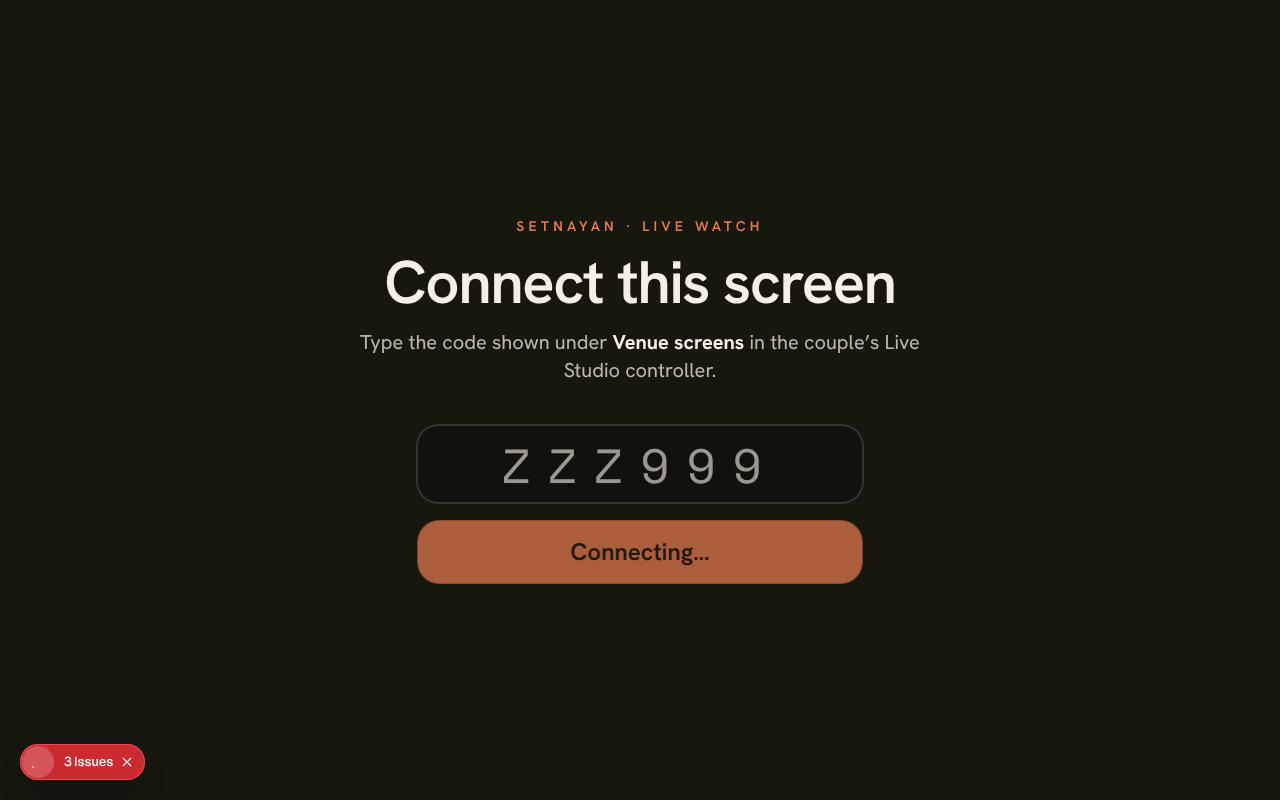 SETNAYAN · LIVE WATCH
Connect this screen
Type the code shown under Venue screens in the couple’s Live
Studio controller.
ZZZ999
Connecting…
3 Issues